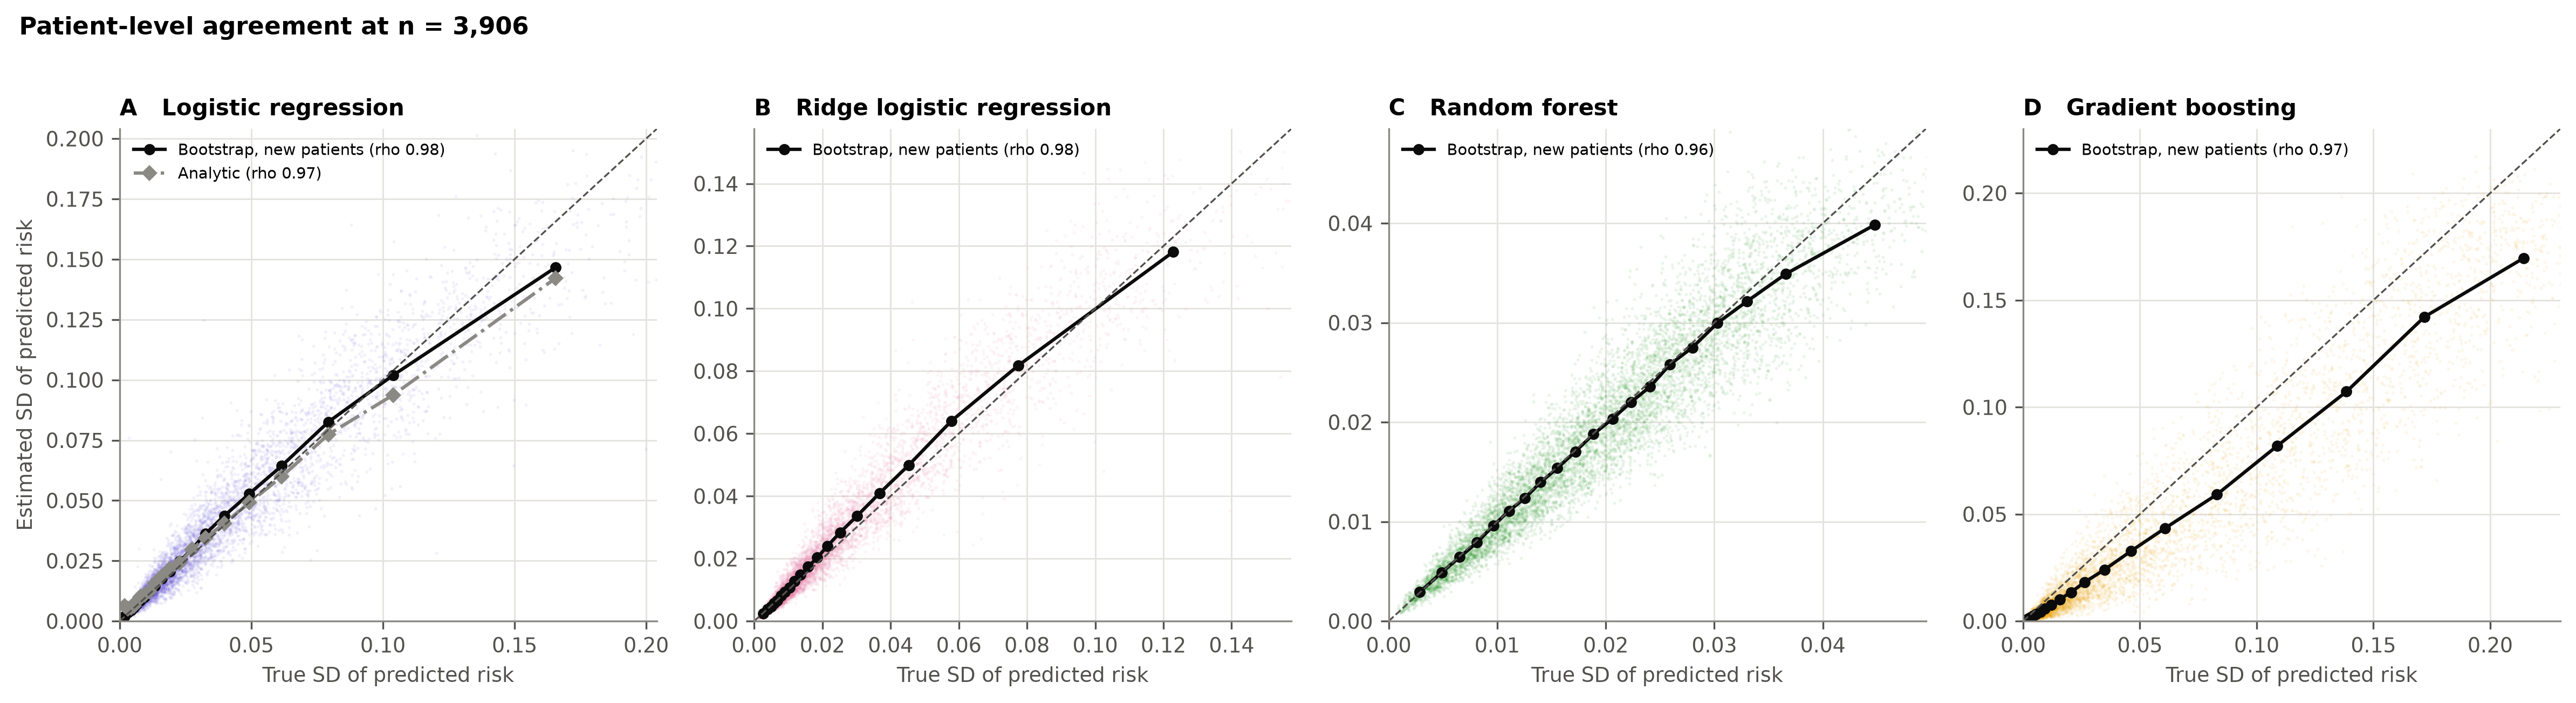 Patient-level agreement at n = 3,906
A Logistic regression
Bootstrap, new patients (rho 0.98)
Analytic (rho 0.97)
Estimated SD of predicted risk
0.200
0.175
0.150
0.125
0.100
0.075
0.050
0.025
0.000
0.00 0.05 0.10 0.15 0.20
True SD of predicted risk
B Ridge logistic regression
Bootstrap, new patients (rho 0.98)
0.14
0.12
0.10
0.08
0.06
0.04
0.02
0.00
0.00 0.02 0.04 0.06 0.08 0.10 0.12 0.14
True SD of predicted risk
C Random forest
Bootstrap, new patients (rho 0.96)
0.04
0.03
0.02
0.01
0.00
0.00 0.01 0.02 0.03 0.04
True SD of predicted risk
D Gradient boosting
Bootstrap, new patients (rho 0.97)
0.20
0.15
0.10
0.05
0.00
0.00 0.05 0.10 0.15 0.20
True SD of predicted risk